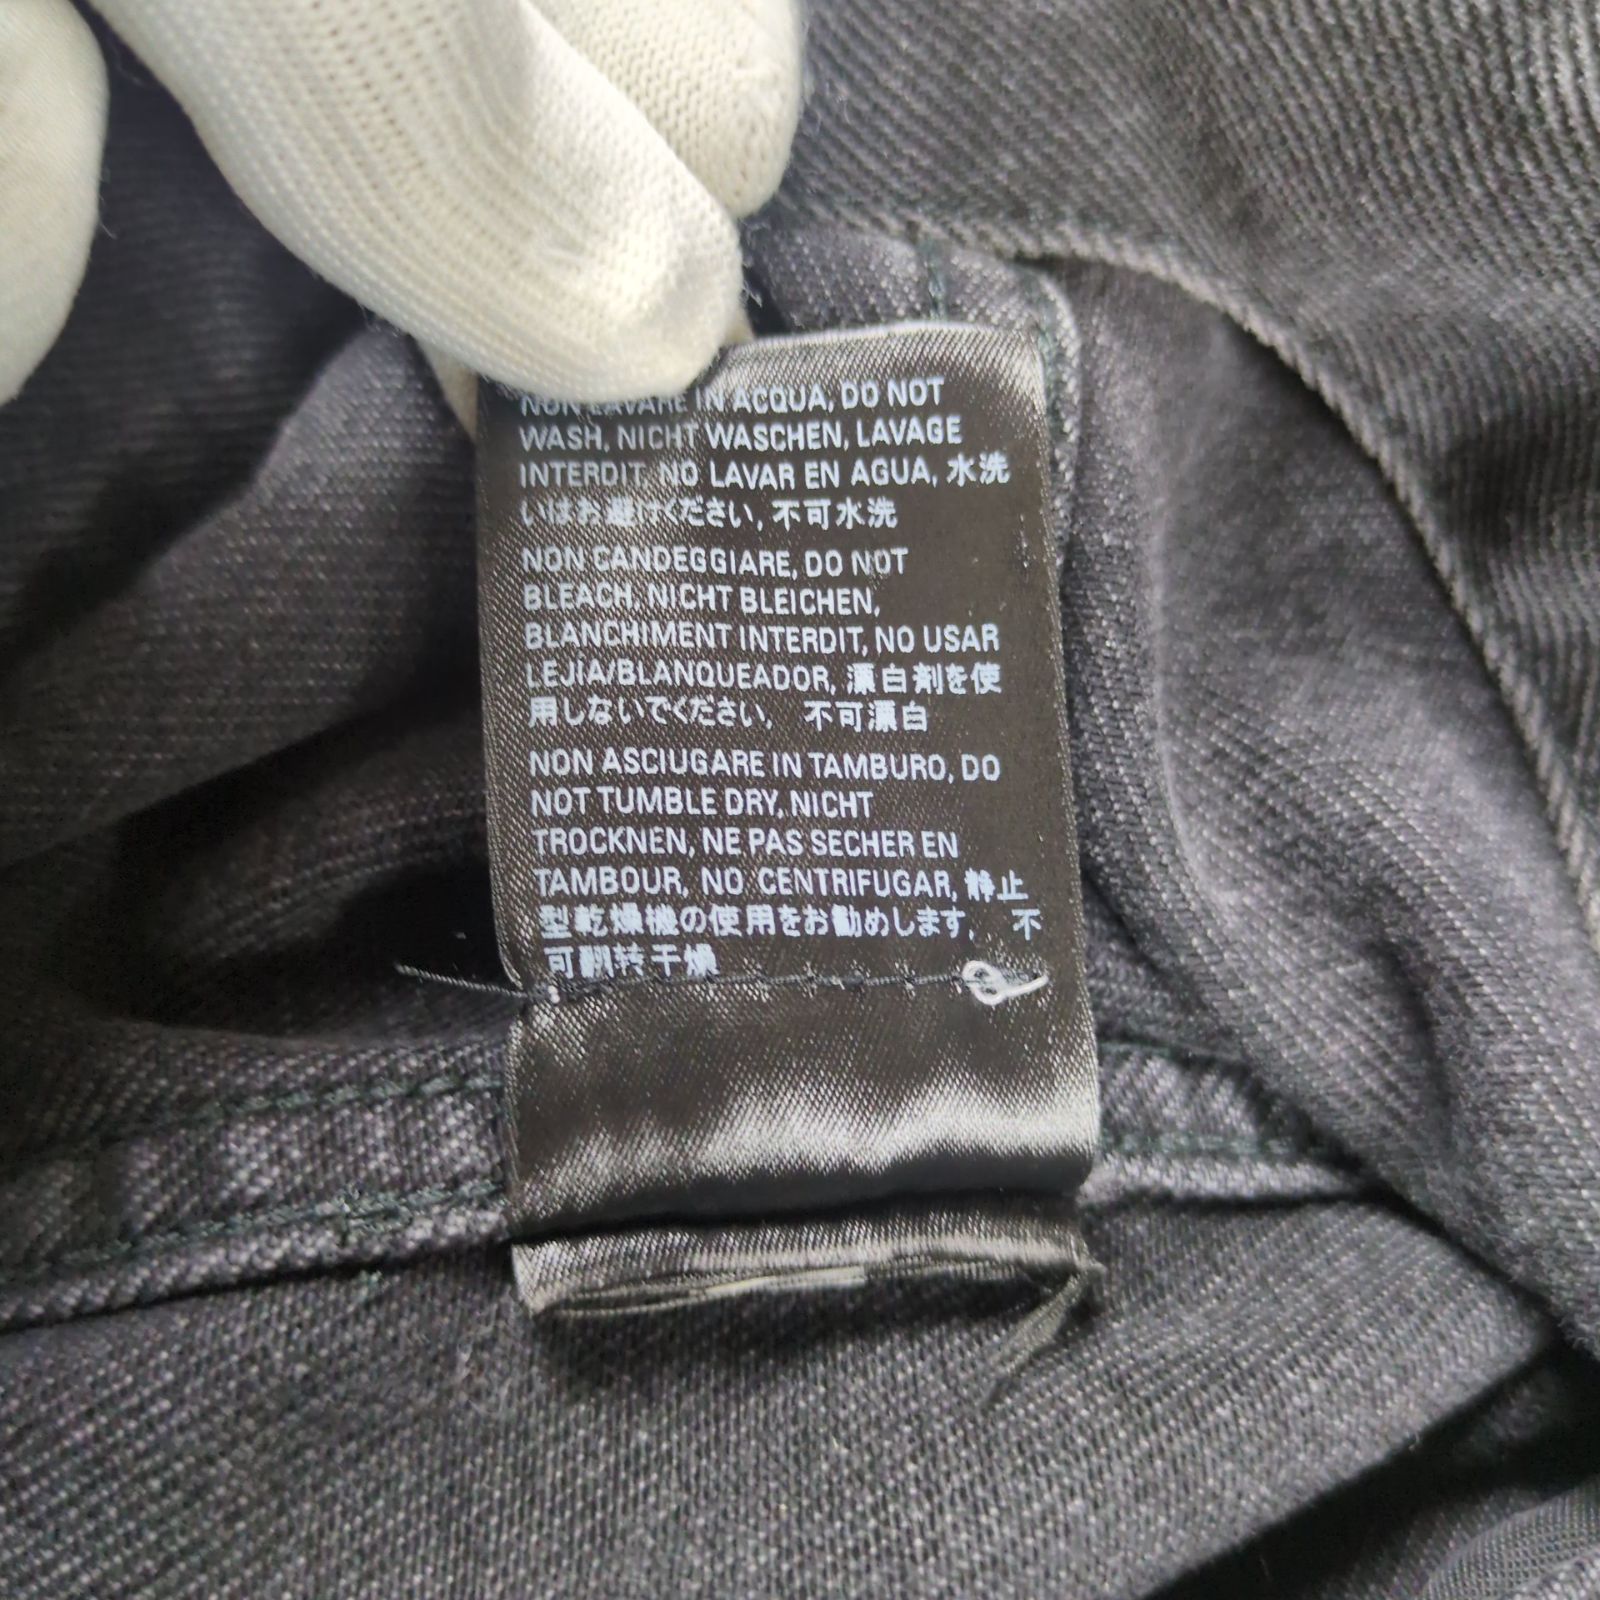 NON LAVARE IN ACQUA, DO NOT
WASH, NICHT WASCHEN, LAVAGE
INTERDIT, NO LAVAR EN AGUA, 水洗
いはお避けください, 不可水洗
NON CANDEGGIARE, DO NOT
BLEACH, NICHT BLEICHEN,
BLANCHIMENT INTERDIT, NO USAR
LEJÍA/BLANQUEADOR, 漂白剤を使
用しないでください, 不可漂白
NON ASCIUGARE IN TAMBURO, DO
NOT TUMBLE DRY, NICHT
TROCKNEN, NE PAS SECHER EN
TAMBOUR, NO CENTRIFUGAR, 静止
型乾燥機の使用をお勧めします, 不
可翻转干燥